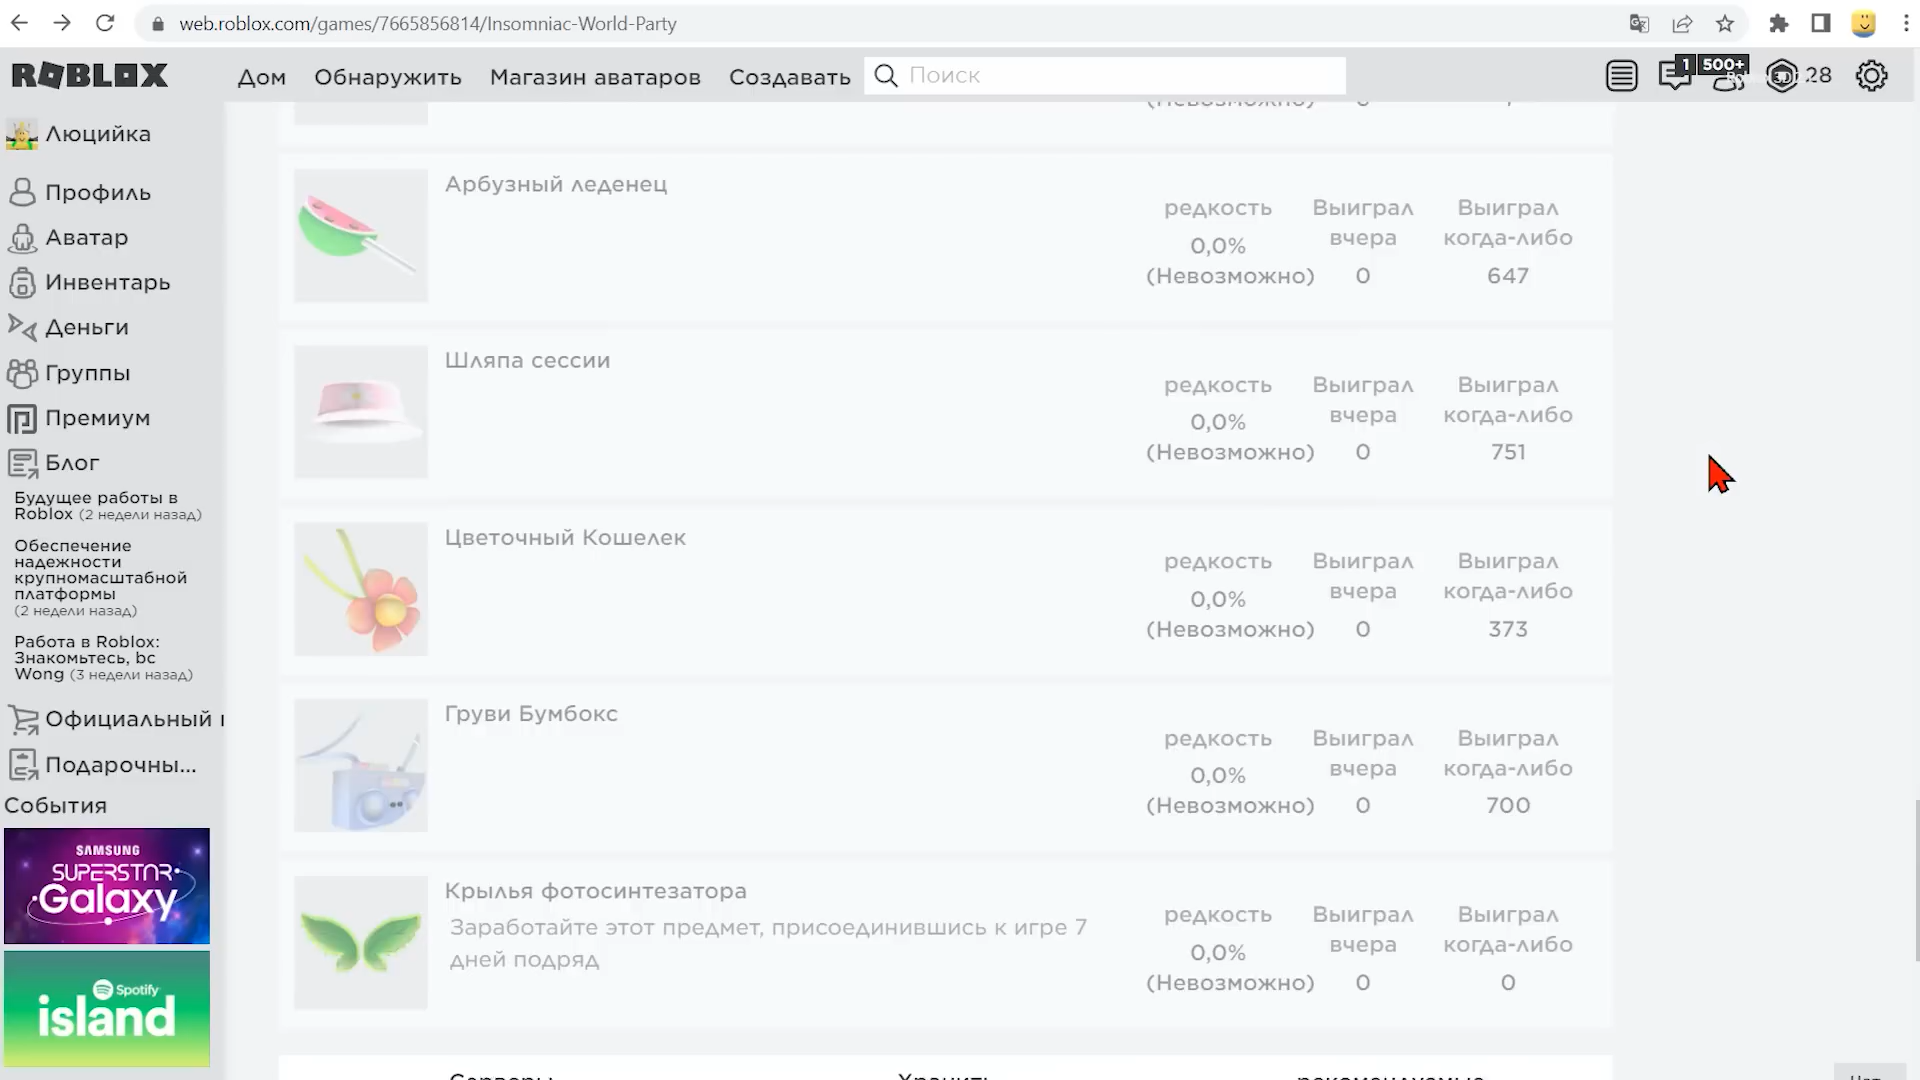 web.roblox.com/games/7665856814/Insomniac-World-Party
ROBLOX
Дом
Обнаружить
Магазин аватаров
Создавать
Поиск
1
500+
28
Люцийка
Профиль
Аватар
Инвентарь
Деньги
Группы
Премиум
Блог
Будущее работы в
Roblox (2 недели назад)
Обеспечение
надежности
крупномасштабной
платформы
(2 недели назад)
Работа в Roblox:
Знакомьтесь, bc
Wong (3 недели назад)
Официальный
Подарочны...
События
SAMSUNG
SUPERSTAR
Galaxy
Spotify
island
(Невозможно)
Арбузный леденец
редкость
0,0%
(Невозможно)
Выиграл
вчера
0
Выиграл
когда-либо
647
Шляпа сессии
редкость
0,0%
(Невозможно)
Выиграл
вчера
0
Выиграл
когда-либо
751
Цветочный Кошелек
редкость
0,0%
(Невозможно)
Выиграл
вчера
0
Выиграл
когда-либо
373
Груви Бумбокс
редкость
0,0%
(Невозможно)
Выиграл
вчера
0
Выиграл
когда-либо
700
Крылья фотосинтезатора
Заработайте этот предмет, присоединившись к игре 7
дней подряд
редкость
0,0%
(Невозможно)
Выиграл
вчера
0
Выиграл
когда-либо
0
Серверы
Хранить
рекомендуемые